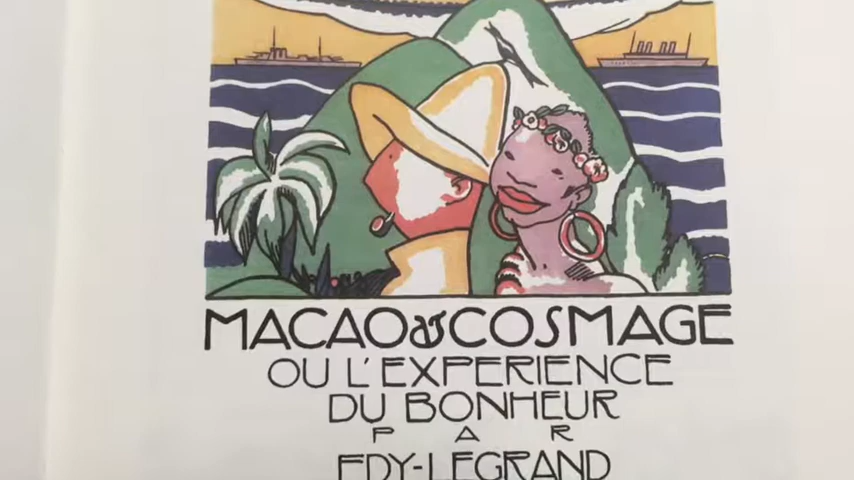 MACAO & COSMAGE
OU L'EXPERIENCE
DU BONHEUR
PAR
EDY-LEGRAND